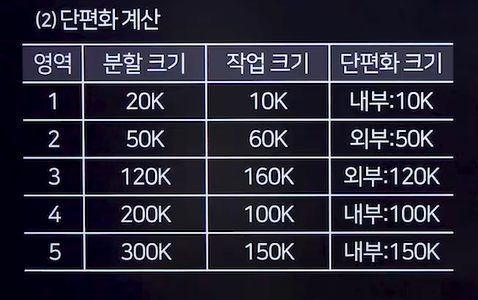 (2) 단편화 계산
영역 분할 크기 작업 크기 단편화 크기
1 20K 10K 내부:10K
2 50K 60K 외부:50K
3 120K 160K 외부:120K
4 200K 100K 내부:100K
5 300K 150K 내부:150K